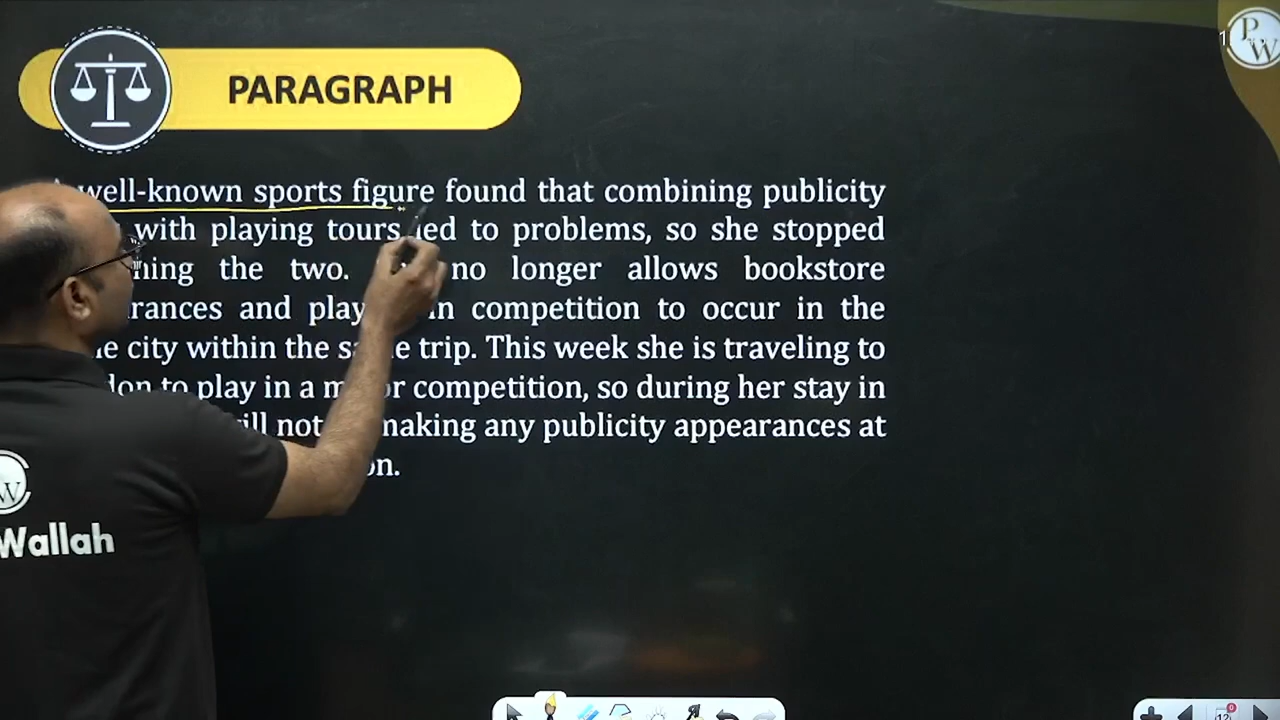 PARAGRAPH
PW
well-known sports figure found that combining publicity
with playing tours led to problems, so she stopped
the two. no longer allows bookstore
and in competition to occur in the
city within the trip. This week she is traveling to
to play in a competition, so during her stay in
not making any publicity appearances at
Wallah